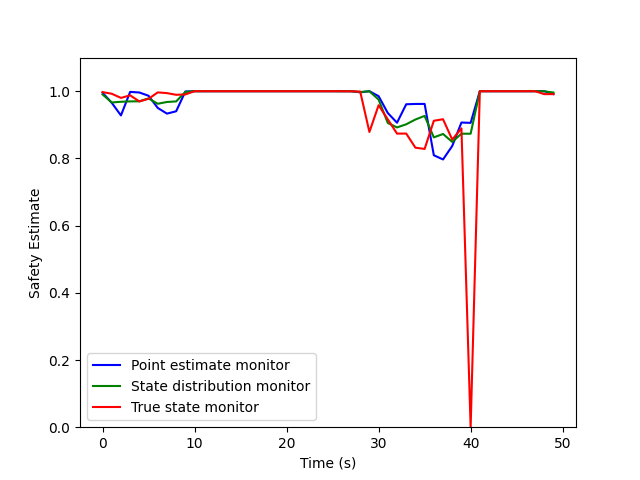 1.0
0.8
0.6
0.4
0.2
0.0
Safety Estimate
Point estimate monitor
State distribution monitor
True state monitor
0 10 20 30 40 50
Time (s)